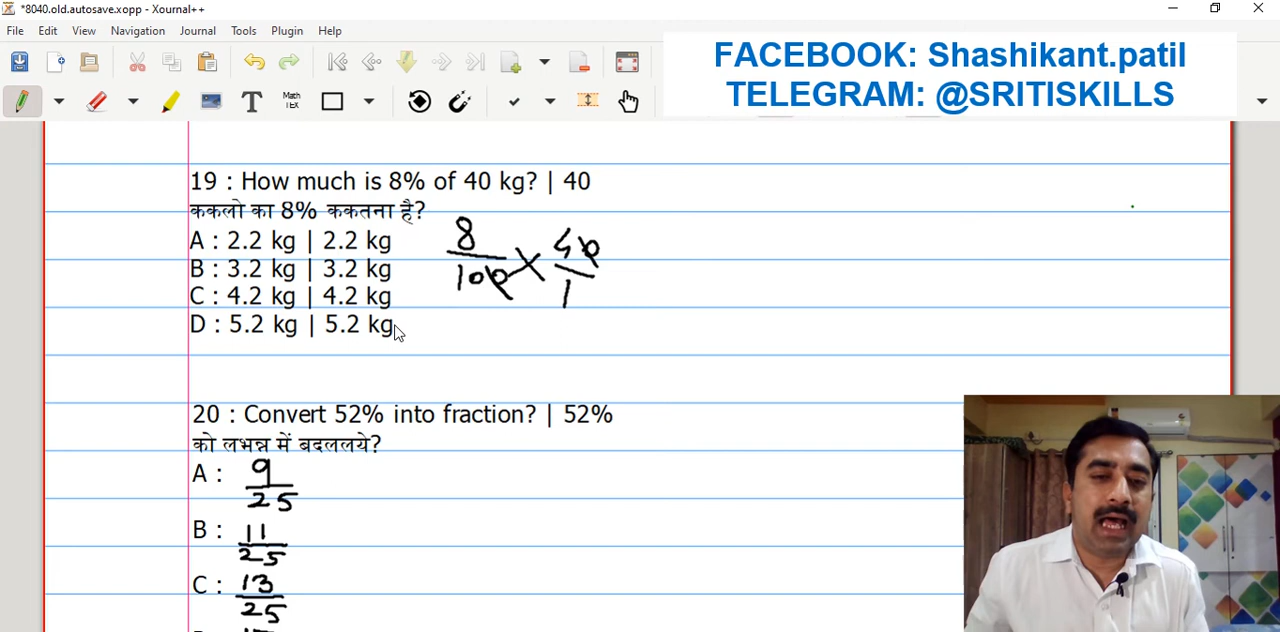 *8040.old.autosave.xopp - Xournal++
File Edit View Navigation Journal Tools Plugin Help
FACEBOOK: Shashikant.patil
TELEGRAM: @SRITISKILLS
T Math TEX
19 : How much is 8% of 40 kg? | 40
ककलो का 8% ककतना है?
A : 2.2 kg | 2.2 kg
B : 3.2 kg | 3.2 kg
C : 4.2 kg | 4.2 kg
D : 5.2 kg | 5.2 kg
8/100 × 40/1
20 : Convert 52% into fraction? | 52%
को लभन्न में बदललये?
A : 9/25
B : 11/25
C : 13/25